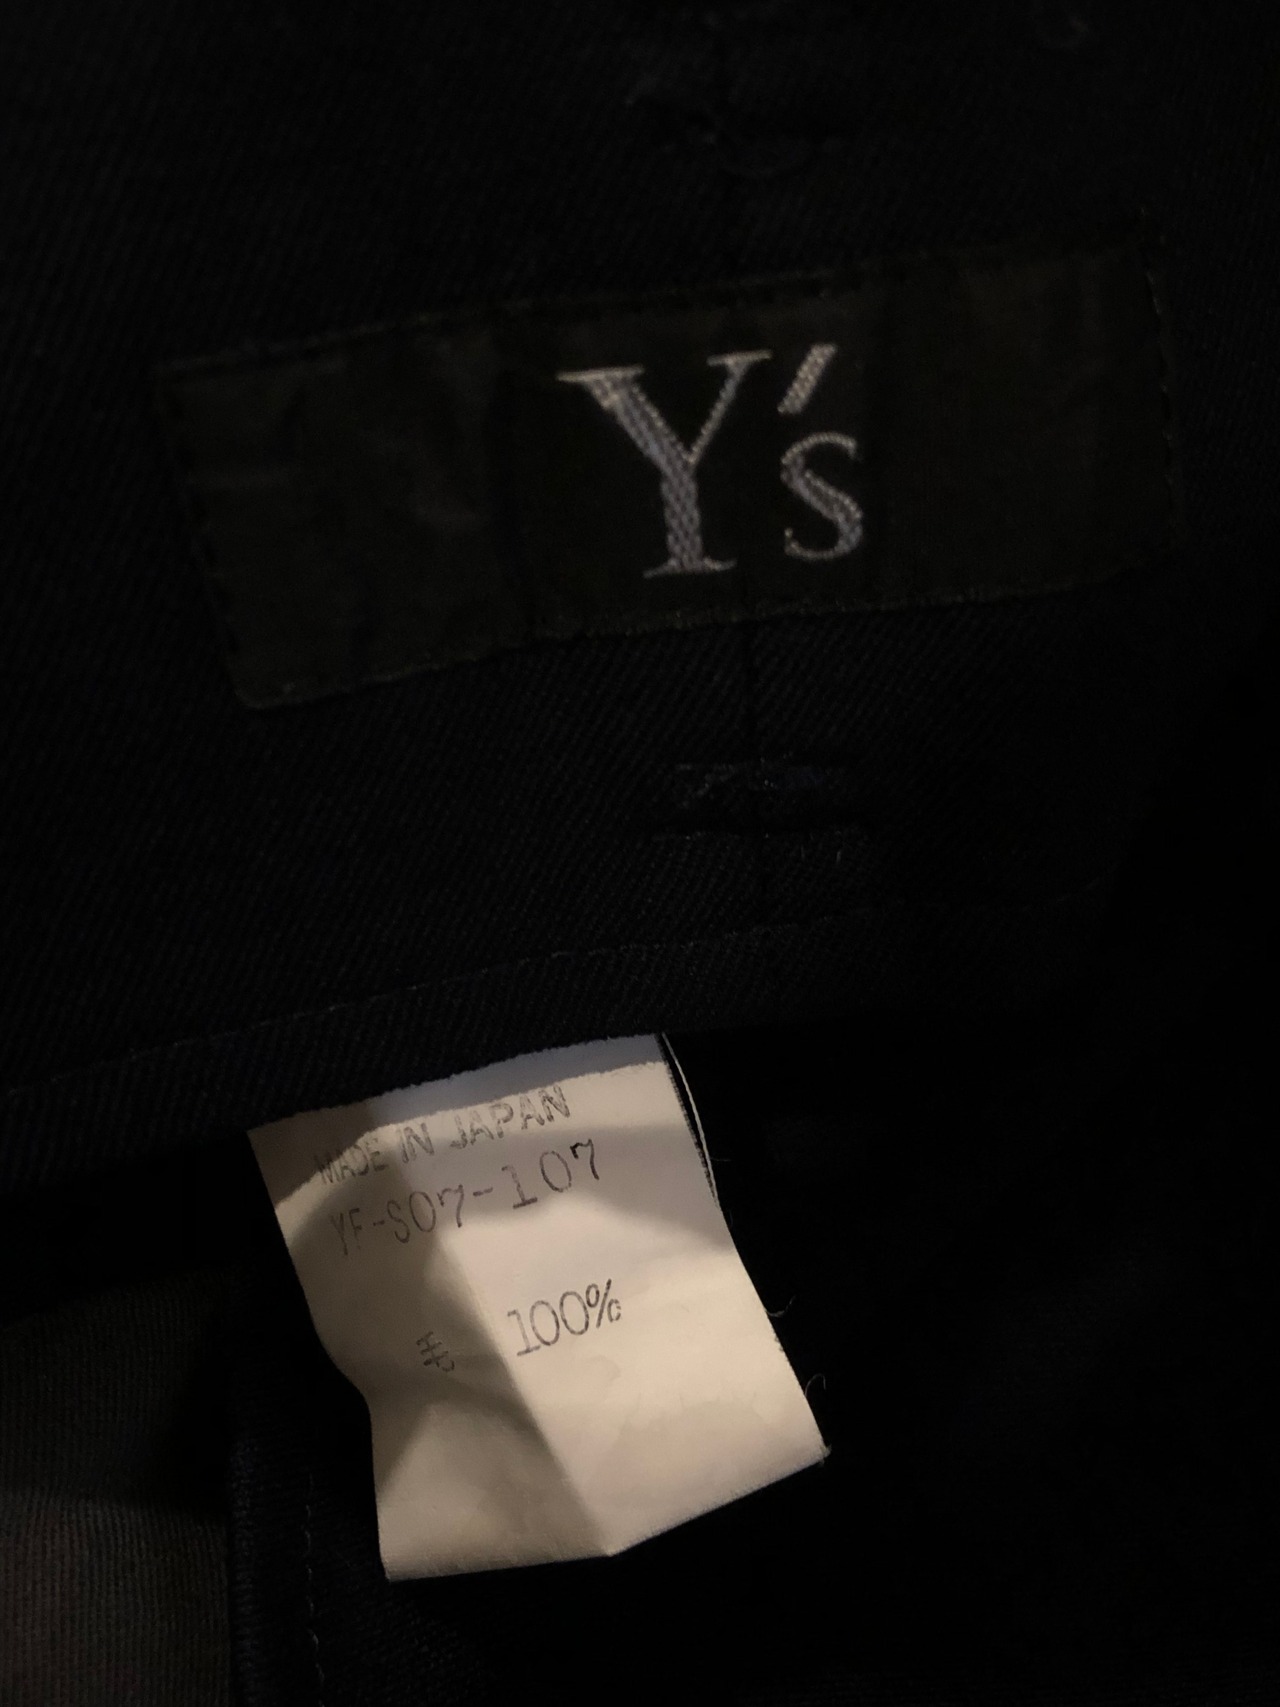 Y's
MADE IN JAPAN
YF-S07-107
毛 100%